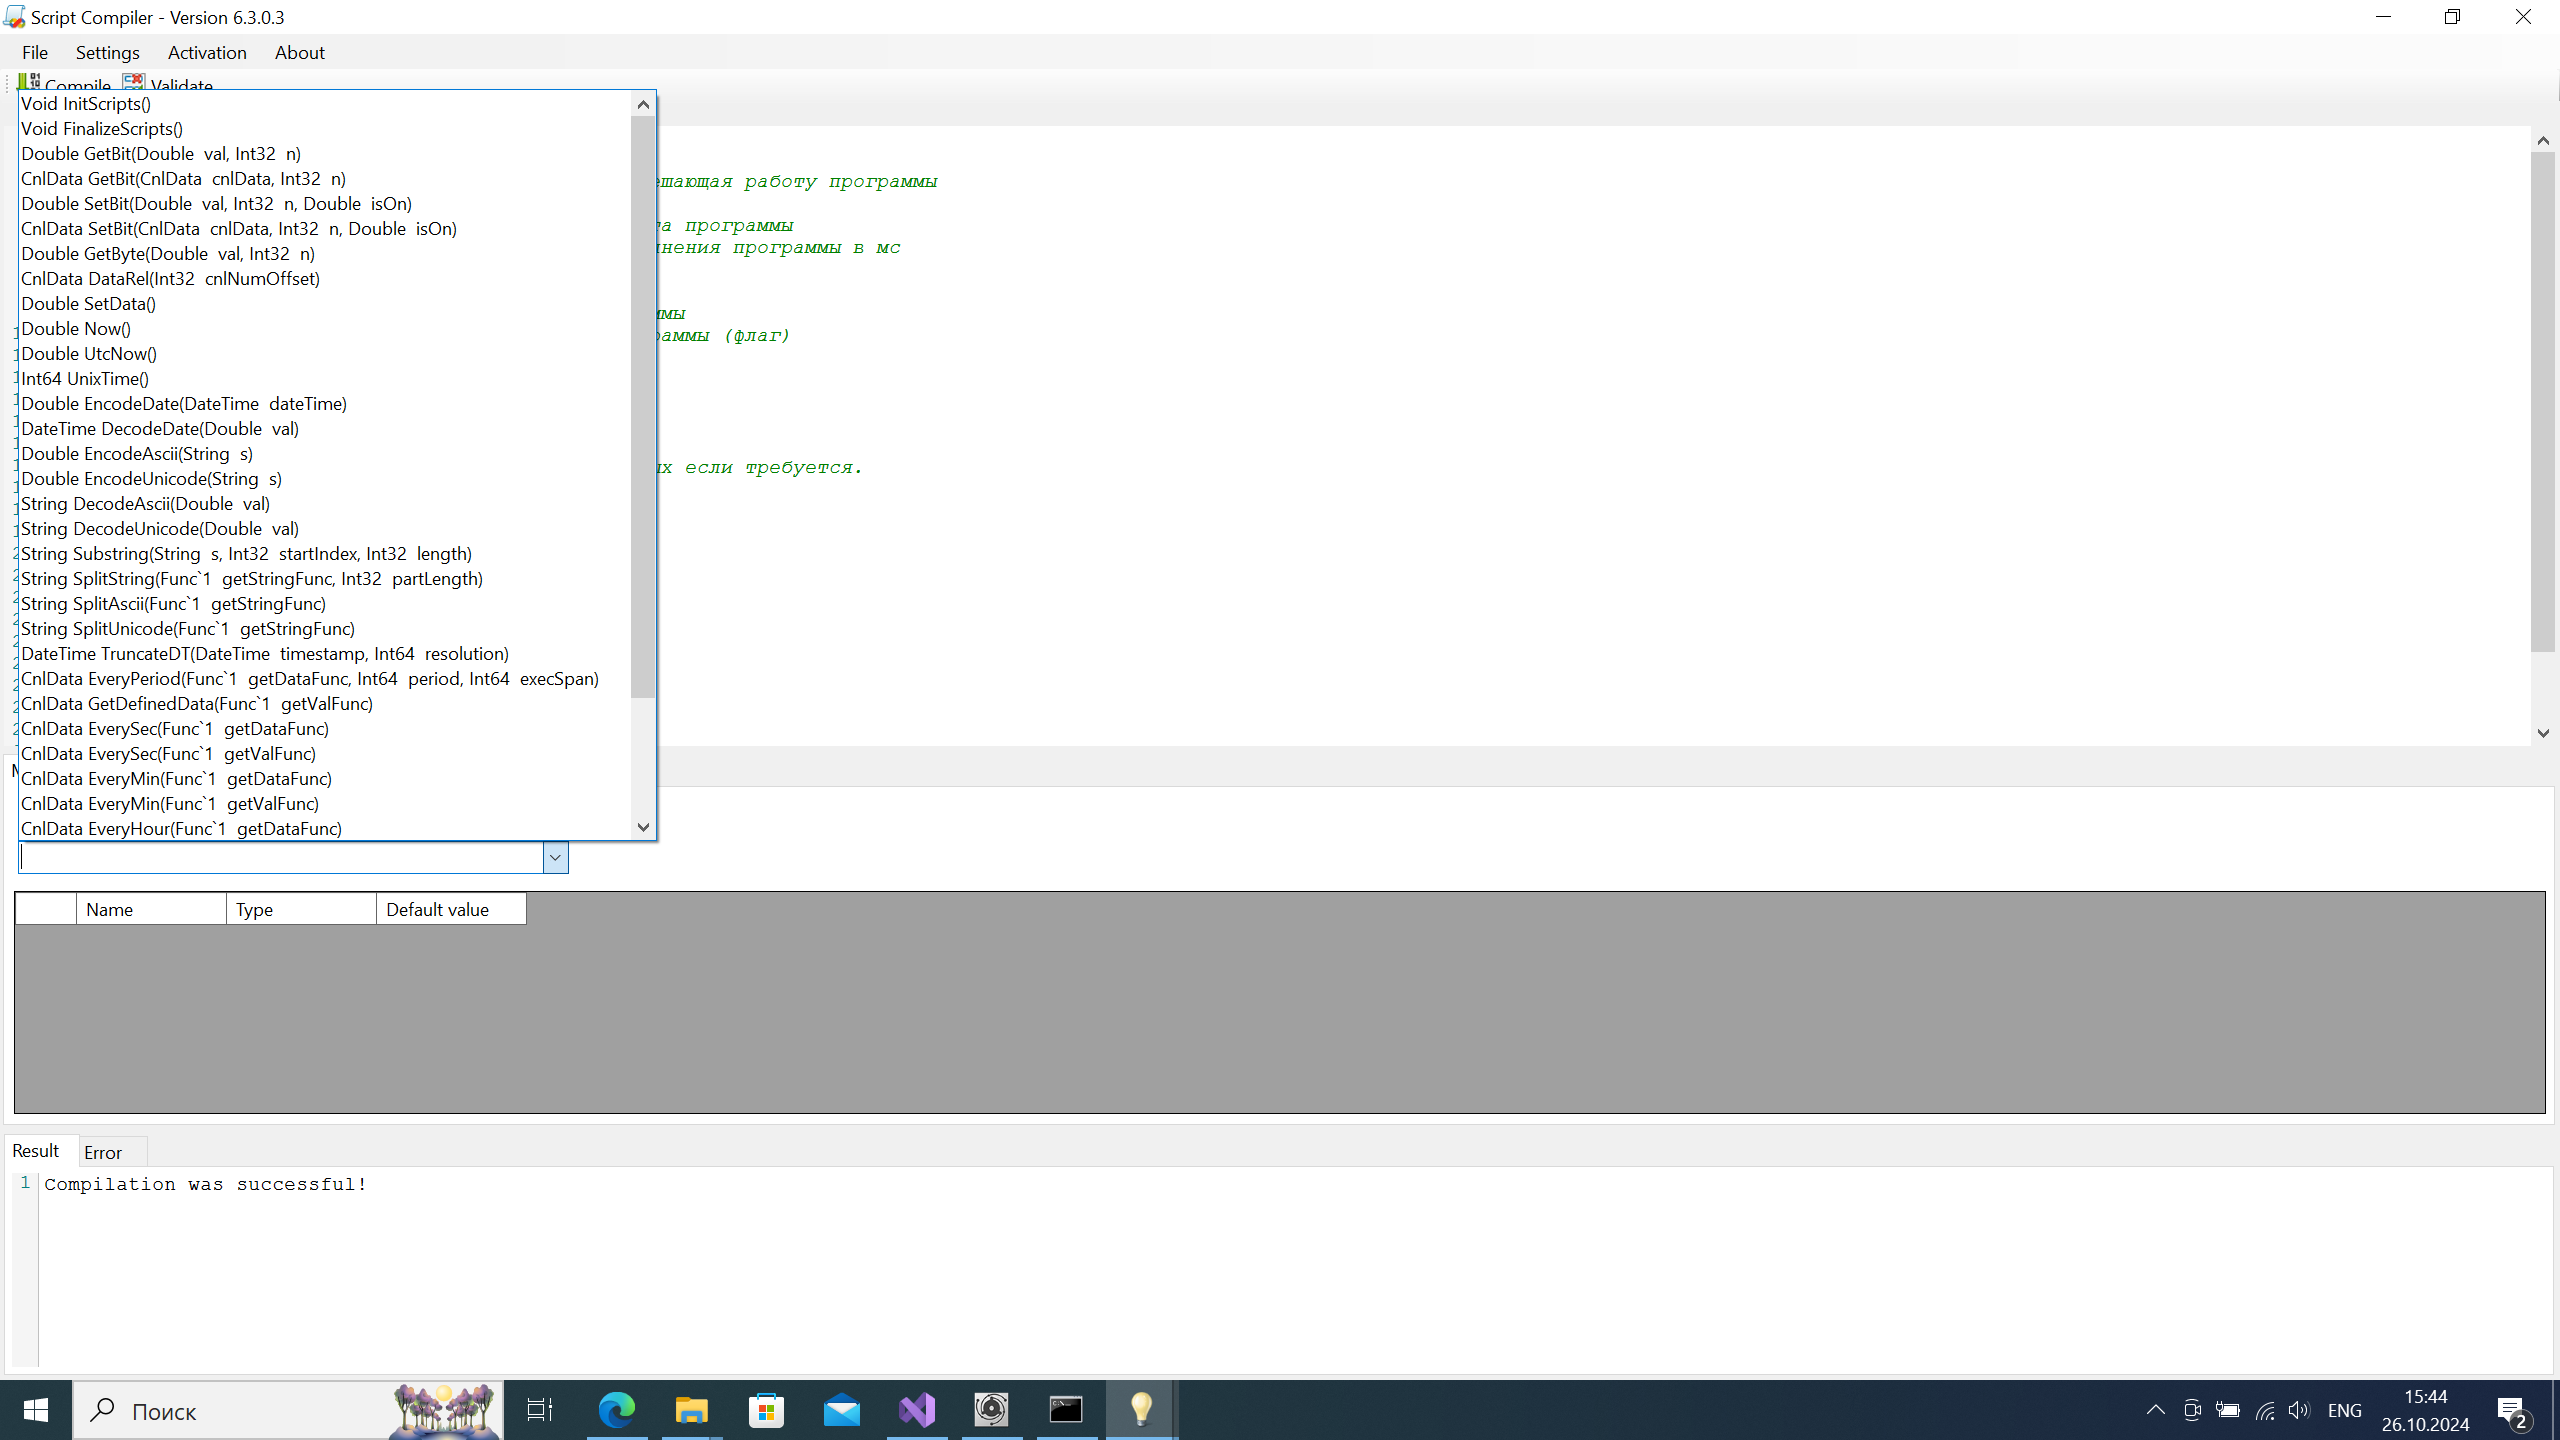 Script Compiler - Version 6.3.0.3
File Settings Activation About
Compile Validate
Void InitScripts()
Void FinalizeScripts()
Double GetBit(Double  val, Int32  n)
CnlData GetBit(CnlData  cnlData, Int32  n)
Double SetBit(Double  val, Int32  n, Double  isOn)
CnlData SetBit(CnlData  cnlData, Int32  n, Double  isOn)
Double GetByte(Double  val, Int32  n)
CnlData DataRel(Int32  cnlNumOffset)
Double SetData()
Double Now()
Double UtcNow()
Int64 UnixTime()
Double EncodeDate(DateTime  dateTime)
DateTime DecodeDate(Double  val)
Double EncodeAscii(String  s)
Double EncodeUnicode(String  s)
String DecodeAscii(Double  val)
String DecodeUnicode(Double  val)
String Substring(String  s, Int32  startIndex, Int32  length)
String SplitString(Func`1  getStringFunc, Int32  partLength)
String SplitAscii(Func`1  getStringFunc)
String SplitUnicode(Func`1  getStringFunc)
DateTime TruncateDT(DateTime  timestamp, Int64  resolution)
CnlData EveryPeriod(Func`1  getDataFunc, Int64  period, Int64  execSpan)
CnlData GetDefinedData(Func`1  getValFunc)
CnlData EverySec(Func`1  getDataFunc)
CnlData EverySec(Func`1  getValFunc)
CnlData EveryMin(Func`1  getDataFunc)
CnlData EveryMin(Func`1  getValFunc)
CnlData EveryHour(Func`1  getDataFunc)
ешающая работу программы
та программы
нения программы в мс
ммы
раммы (флаг)
ых если требуется.
Name Type Default value
Result Error
1 Compilation was successful!
Поиск
ENG
15:44
26.10.2024
2